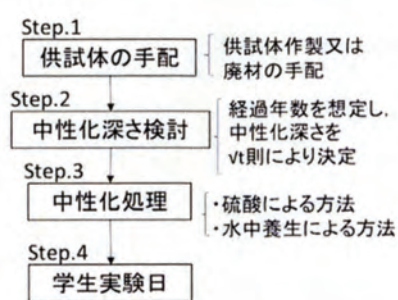 Step.1
供試体の手配
供試体作製又は
廃材の手配
Step.2
中性化深さ検討
経過年数を想定し,
中性化深さを
√t則により決定
Step.3
中性化処理
・硫酸による方法
・水中養生による方法
Step.4
学生実験日